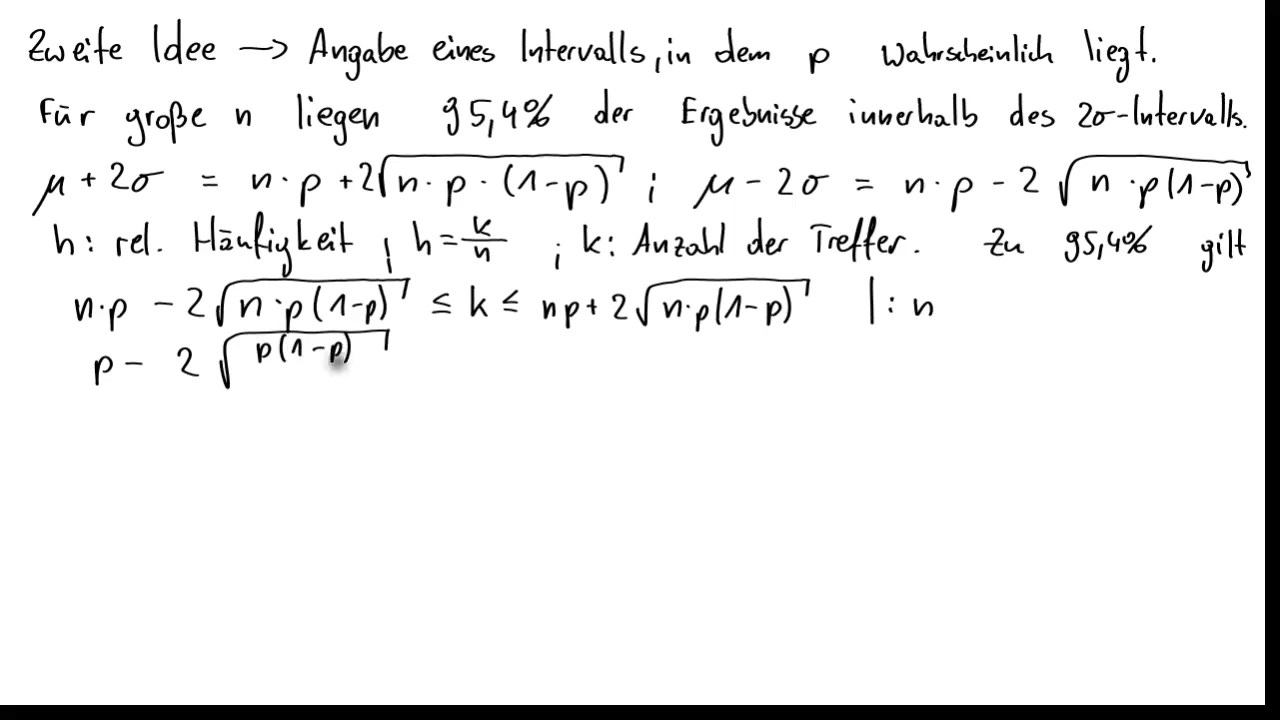 Zweite Idee → Angabe eines Intervalls, in dem p wahrscheinlich liegt.
Für große n liegen 95,4% der Ergebnisse innerhalb des 2σ-Intervalls.
μ + 2σ = n·p + 2√(n·p·(1-p)) ; μ - 2σ = n·p - 2√(n·p(1-p))
h: rel. Häufigkeit ; h = k/n ; k: Anzahl der Treffer. Zu 95,4% gilt
n·p - 2√(n·p(1-p)) ≤ k ≤ np + 2√(n·p(1-p)) | : n
p - 2√(p(1-p))